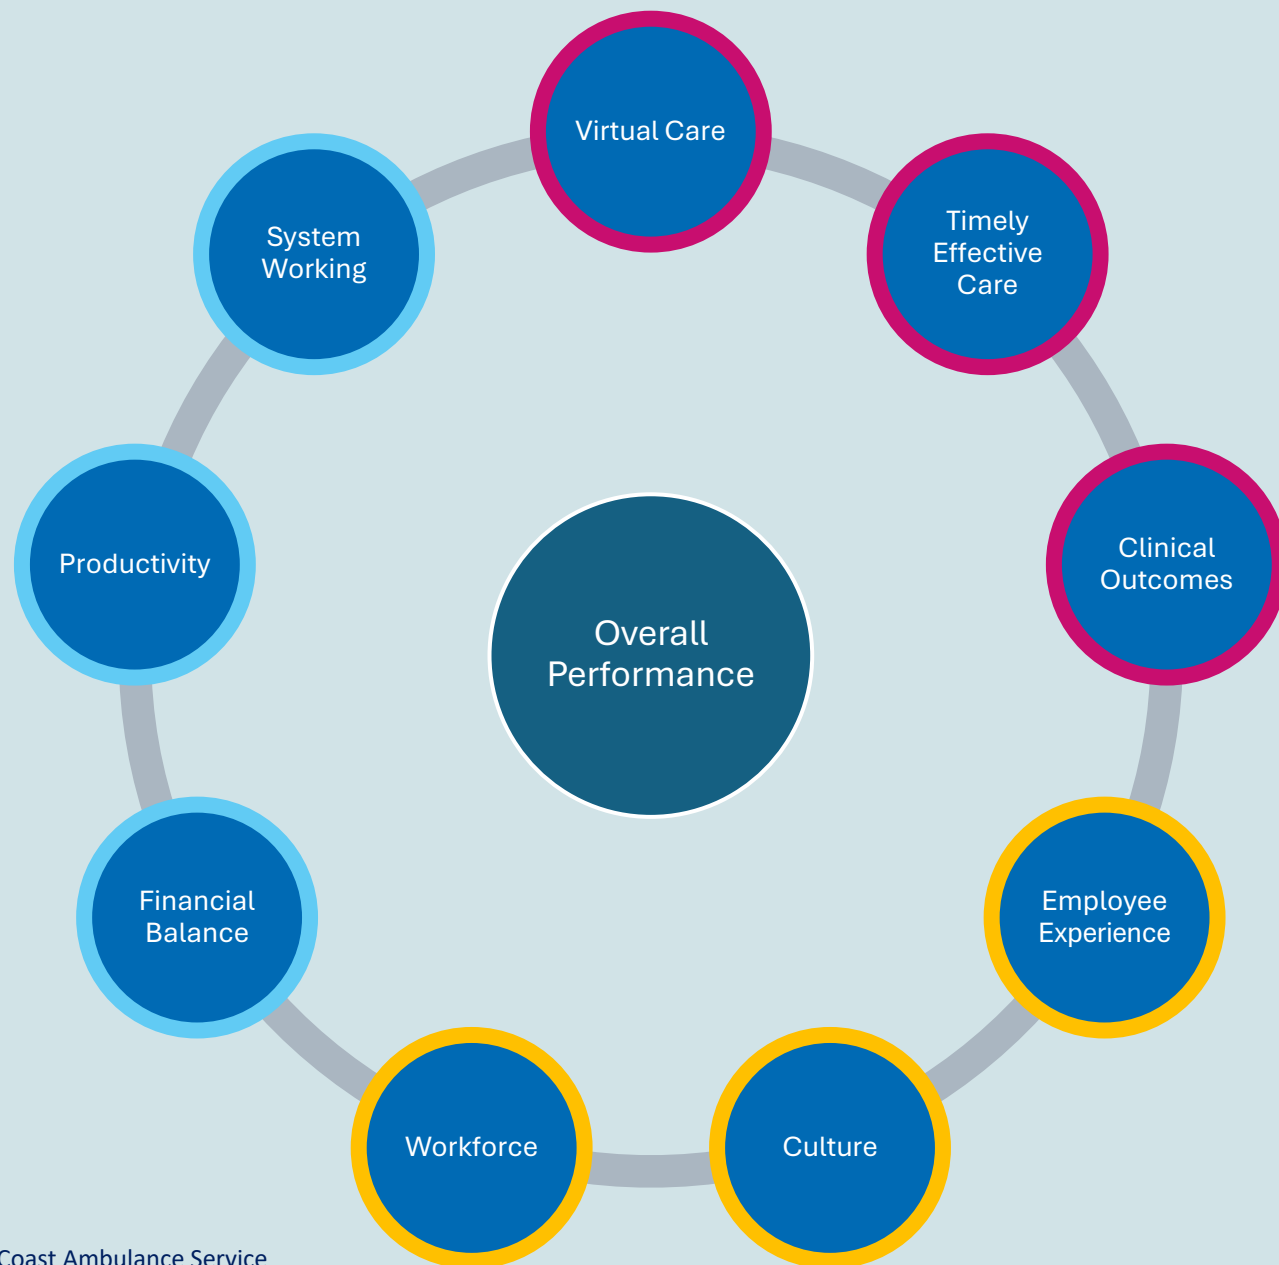 Virtual Care
Timely
Effective
Care
Clinical
Outcomes
Employee
Experience
Culture
Workforce
Financial
Balance
Productivity
System
Working
Overall
Performance
Coast Ambulance Service